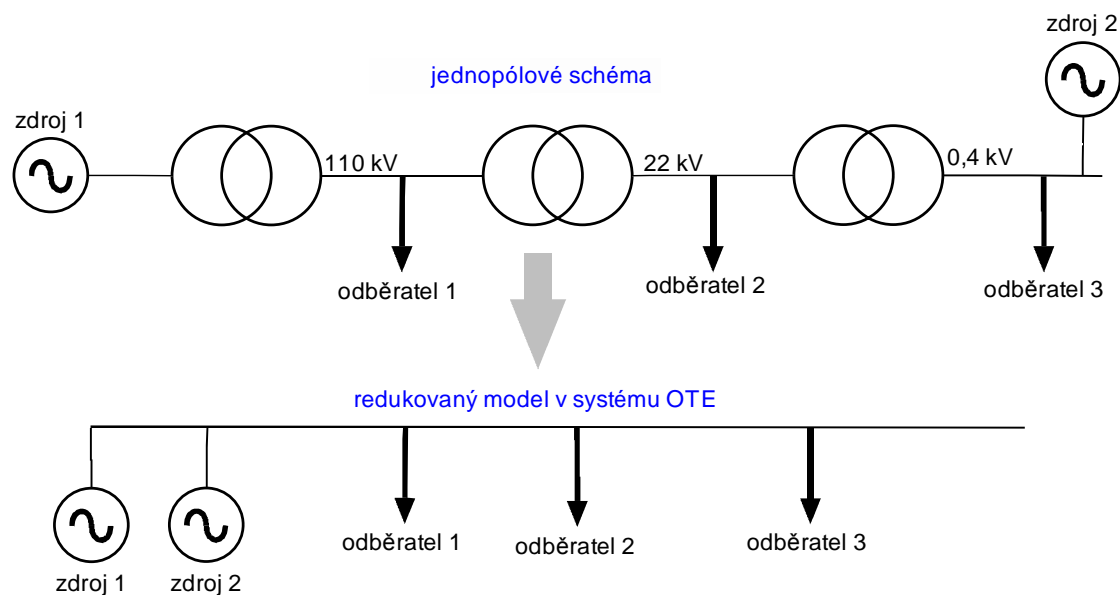 zdroj 2
jednopólové schéma
zdroj 1
110 kV
22 kV
0,4 kV
odběratel 1
odběratel 2
odběratel 3
redukovaný model v systému OTE
odběratel 1
odběratel 2
odběratel 3
zdroj 1
zdroj 2